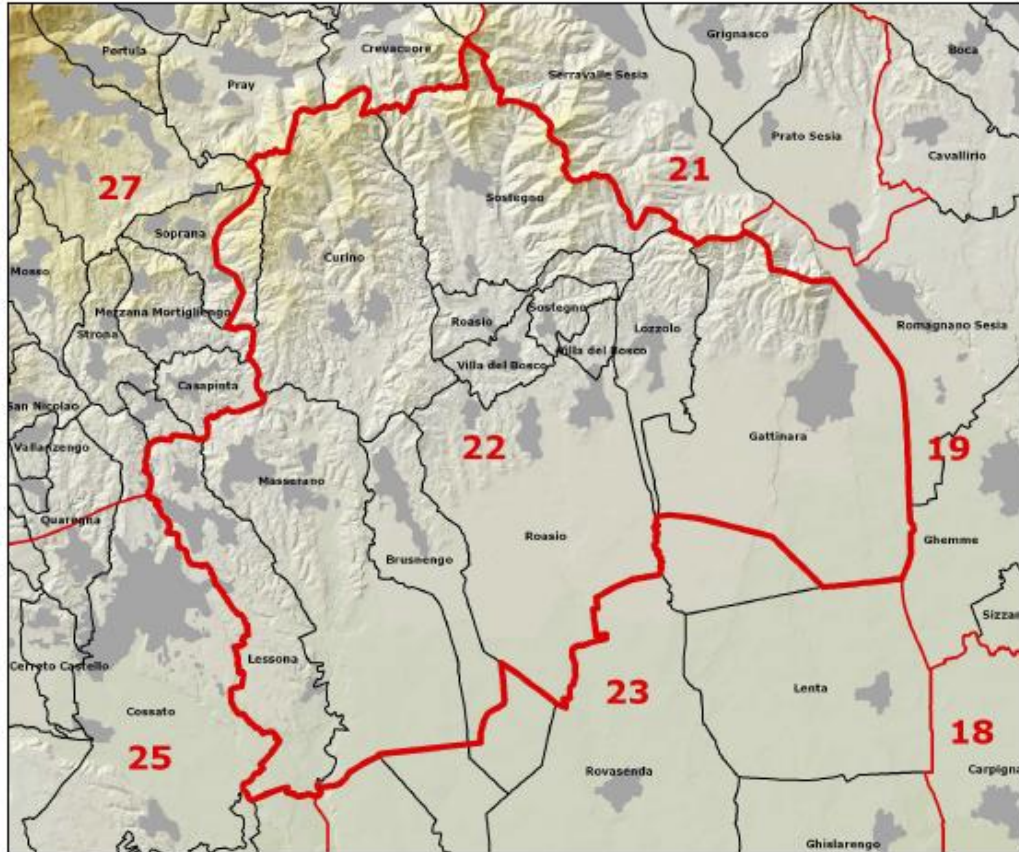 Grignasco
Portula
Crevacuore
Boca
Pray
Serravalle Sesia
Prato Sesia
Cavallirio
21
27
Sostegno
Soprana
Curino
Mosso
Mezzana Mortigliengo
Roasio
Sostegno
Lozzolo
Romagnano Sesia
Strona
Villa del Bosco
Villa del Bosco
Casapinta
San Nicolao
Vallanzengo
22
Gattinara
19
Masserano
Quaregna
Roasio
Ghemme
Brusnengo
Lessona
Cerreto Castello
23
Lenta
Cossato
25
18
Rovasenda
Ghislarengo